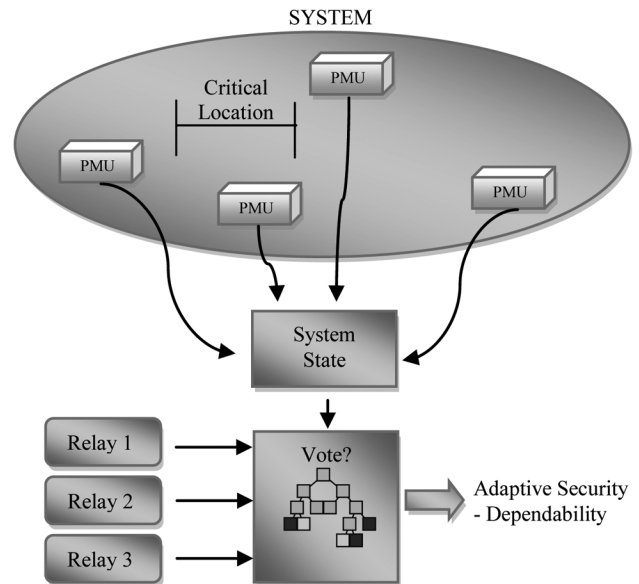 SYSTEM
PMU
Critical
Location
PMU
PMU
PMU
System
State
Relay 1
Vote?
Relay 2
Adaptive Security
- Dependability
Relay 3